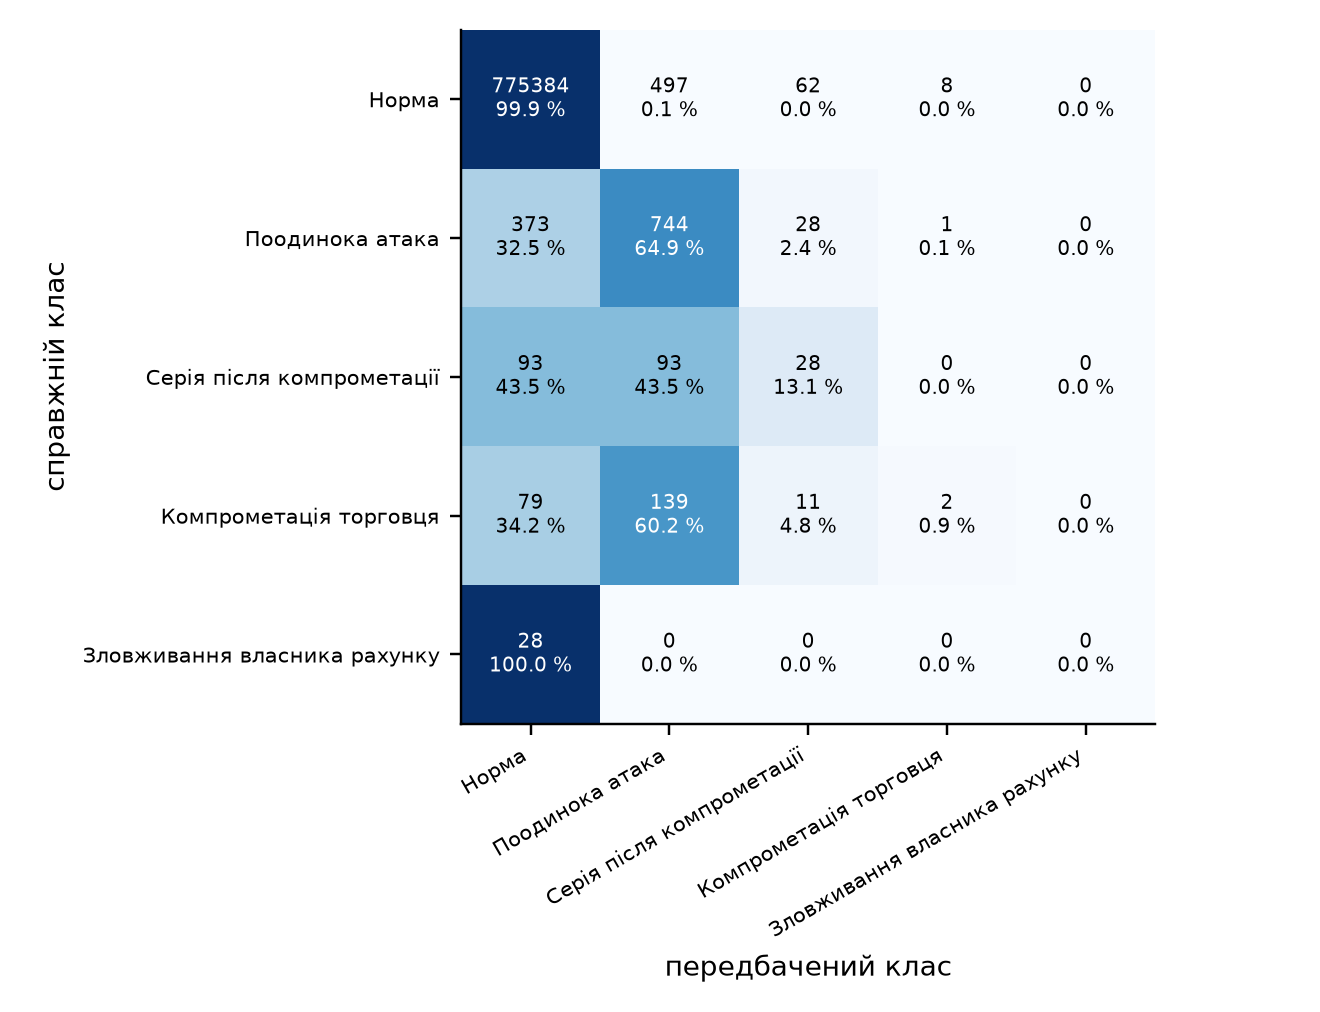 775384 497 62 8 0
99.9 % 0.1 % 0.0 % 0.0 % 0.0 %
Норма
373 744 28 1 0
32.5 % 64.9 % 2.4 % 0.1 % 0.0 %
Поодинока атака
93 93 28 0 0
43.5 % 43.5 % 13.1 % 0.0 % 0.0 %
Серія після компрометації
79 139 11 2 0
34.2 % 60.2 % 4.8 % 0.9 % 0.0 %
Компрометація торговця
28 0 0 0 0
100.0 % 0.0 % 0.0 % 0.0 % 0.0 %
Зловживання власника рахунку
справжній клас
Норма
Поодинока атака
Серія після компрометації
Компрометація торговця
Зловживання власника рахунку
передбачений клас